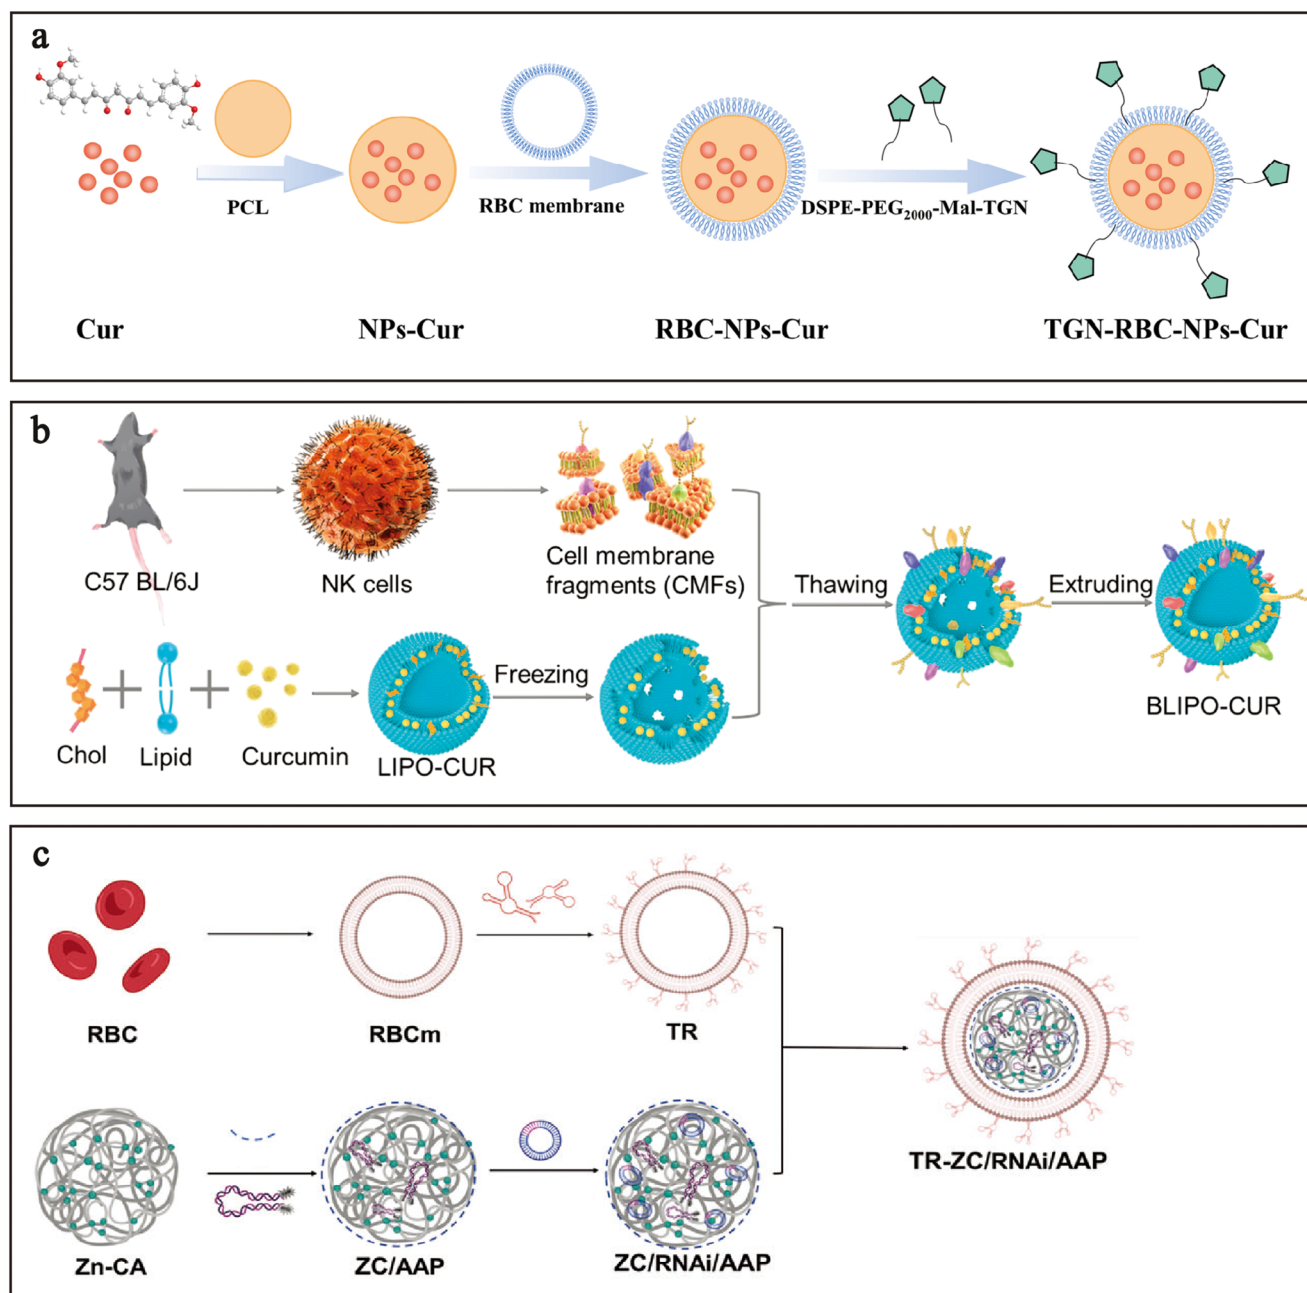 a
PCL
RBC membrane
DSPE-PEG2000-Mal-TGN
Cur
NPs-Cur
RBC-NPs-Cur
TGN-RBC-NPs-Cur
b
C57 BL/6J
NK cells
Cell membrane
fragments (CMFs)
Thawing
Extruding
Freezing
Chol
Lipid
Curcumin
LIPO-CUR
BLIPO-CUR
c
RBC
RBCm
TR
TR-ZC/RNAi/AAP
Zn-CA
ZC/AAP
ZC/RNAi/AAP